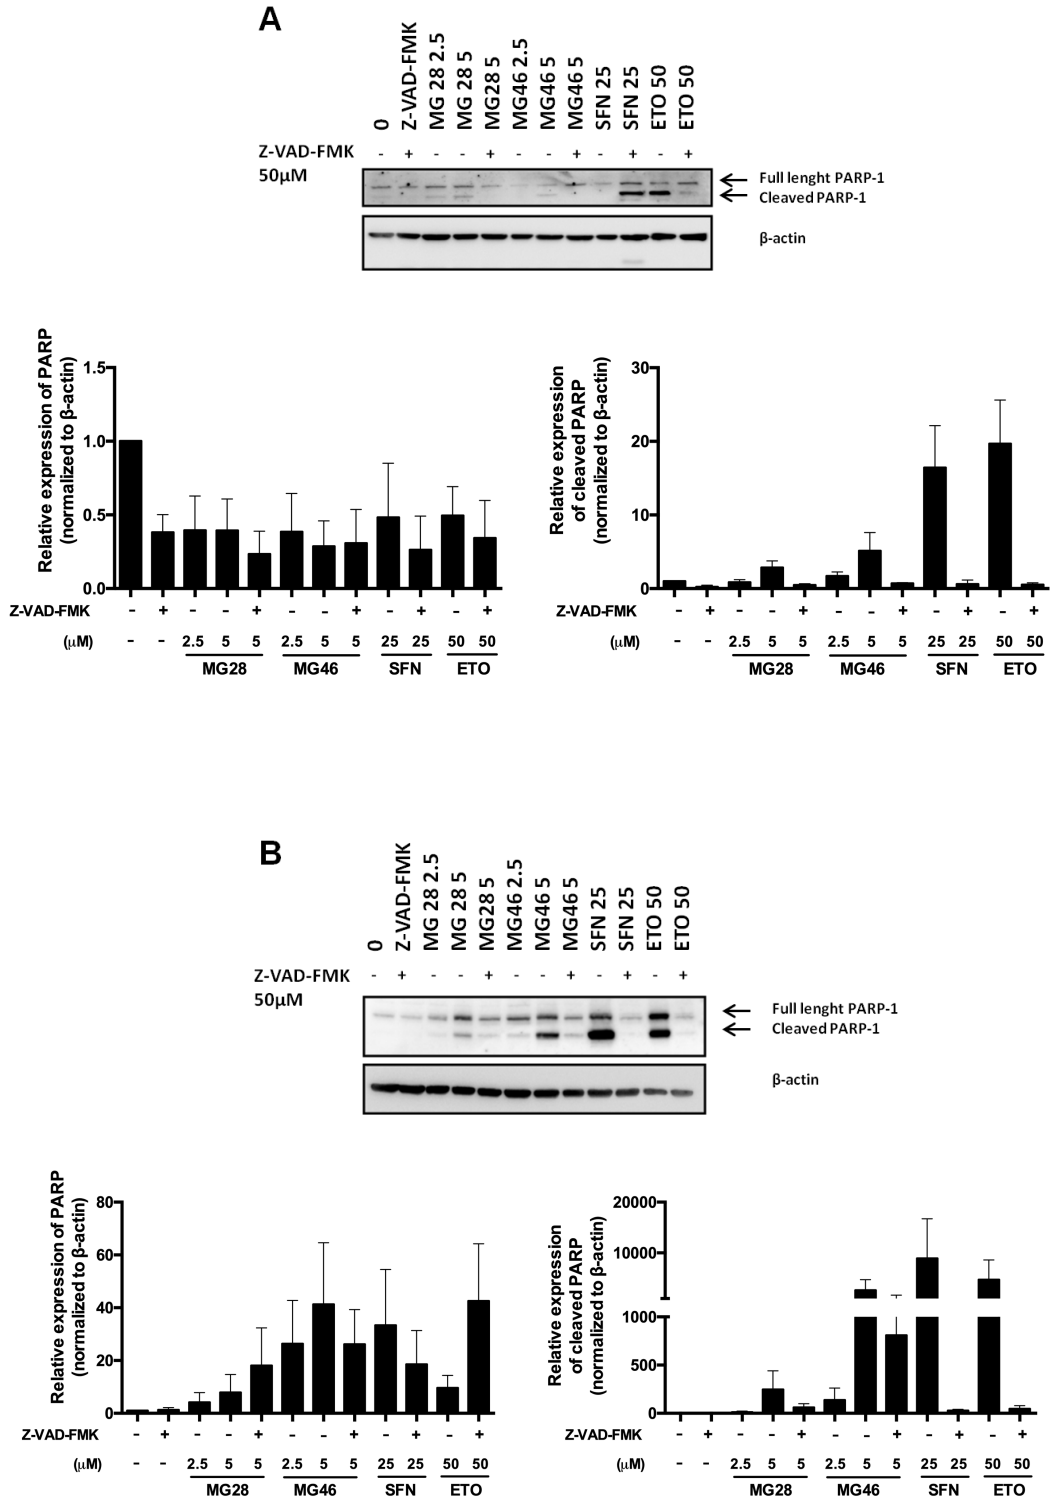 A
0
Z-VAD-FMK
MG 28 2.5
MG 28 5
MG28 5
MG46 2.5
MG46 5
MG46 5
SFN 25
SFN 25
ETO 50
ETO 50
Z-VAD-FMK - + - - + - - + - + - +
50µM
Full lenght PARP-1
Cleaved PARP-1
β-actin
Relative expression of PARP
(normalized to β-actin)
1.5
1.0
0.5
0.0
Z-VAD-FMK - + - - + - - + - + - +
(µM) - - 2.5 5 5 2.5 5 5 25 25 50 50
MG28 MG46 SFN ETO
Relative expression
of cleaved PARP
(normalized to β-actin)
30
20
10
0
Z-VAD-FMK - + - - + - - + - + - +
(µM) - - 2.5 5 5 2.5 5 5 25 25 50 50
MG28 MG46 SFN ETO
B
0
Z-VAD-FMK
MG 28 2.5
MG 28 5
MG28 5
MG46 2.5
MG46 5
MG46 5
SFN 25
SFN 25
ETO 50
ETO 50
Z-VAD-FMK - + - - + - - + - + - +
50µM
Full lenght PARP-1
Cleaved PARP-1
β-actin
Relative expression of PARP
(normalized to β-actin)
80
60
40
20
0
Z-VAD-FMK - + - - + - - + - + - +
(µM) - - 2.5 5 5 2.5 5 5 25 25 50 50
MG28 MG46 SFN ETO
Relative expression
of cleaved PARP
(normalized to β-actin)
20000
10000
1000
500
0
Z-VAD-FMK - + - - + - - + - + - +
(µM) - - 2.5 5 5 2.5 5 5 25 25 50 50
MG28 MG46 SFN ETO